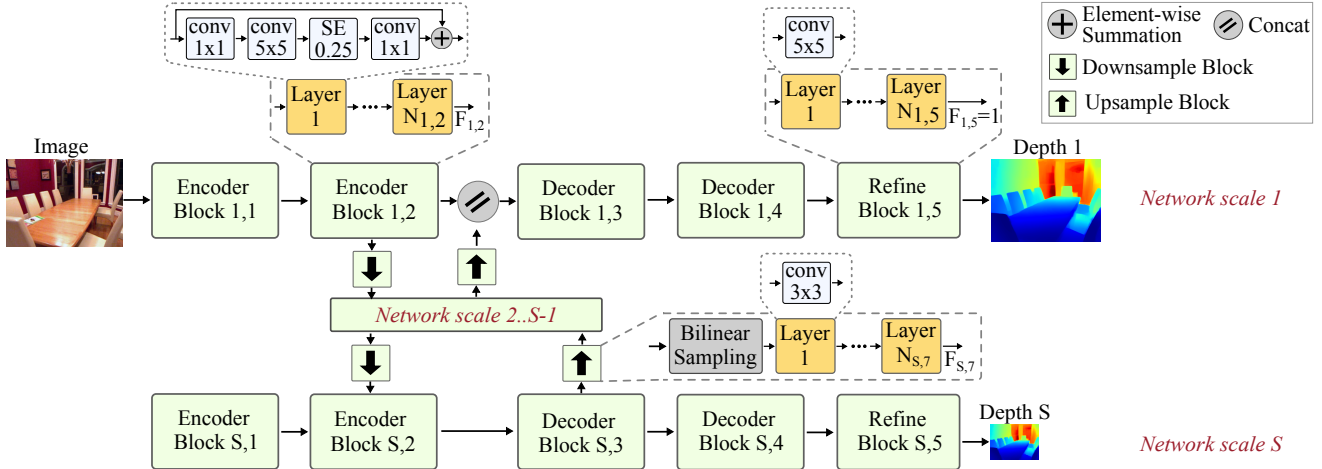 conv
1x1
conv
5x5
SE
0.25
conv
1x1
conv
5x5
Element-wise
Summation
Concat
Downsample Block
Upsample Block
Layer
1
Layer
N1,2
F1,2
Layer
1
Layer
N1,5
F1,5=1
Image
Encoder
Block 1,1
Encoder
Block 1,2
Decoder
Block 1,3
Decoder
Block 1,4
Refine
Block 1,5
Depth 1
Network scale 1
Network scale 2..S-1
conv
3x3
Bilinear
Sampling
Layer
1
Layer
NS,7
FS,7
Encoder
Block S,1
Encoder
Block S,2
Decoder
Block S,3
Decoder
Block S,4
Refine
Block S,5
Depth S
Network scale S